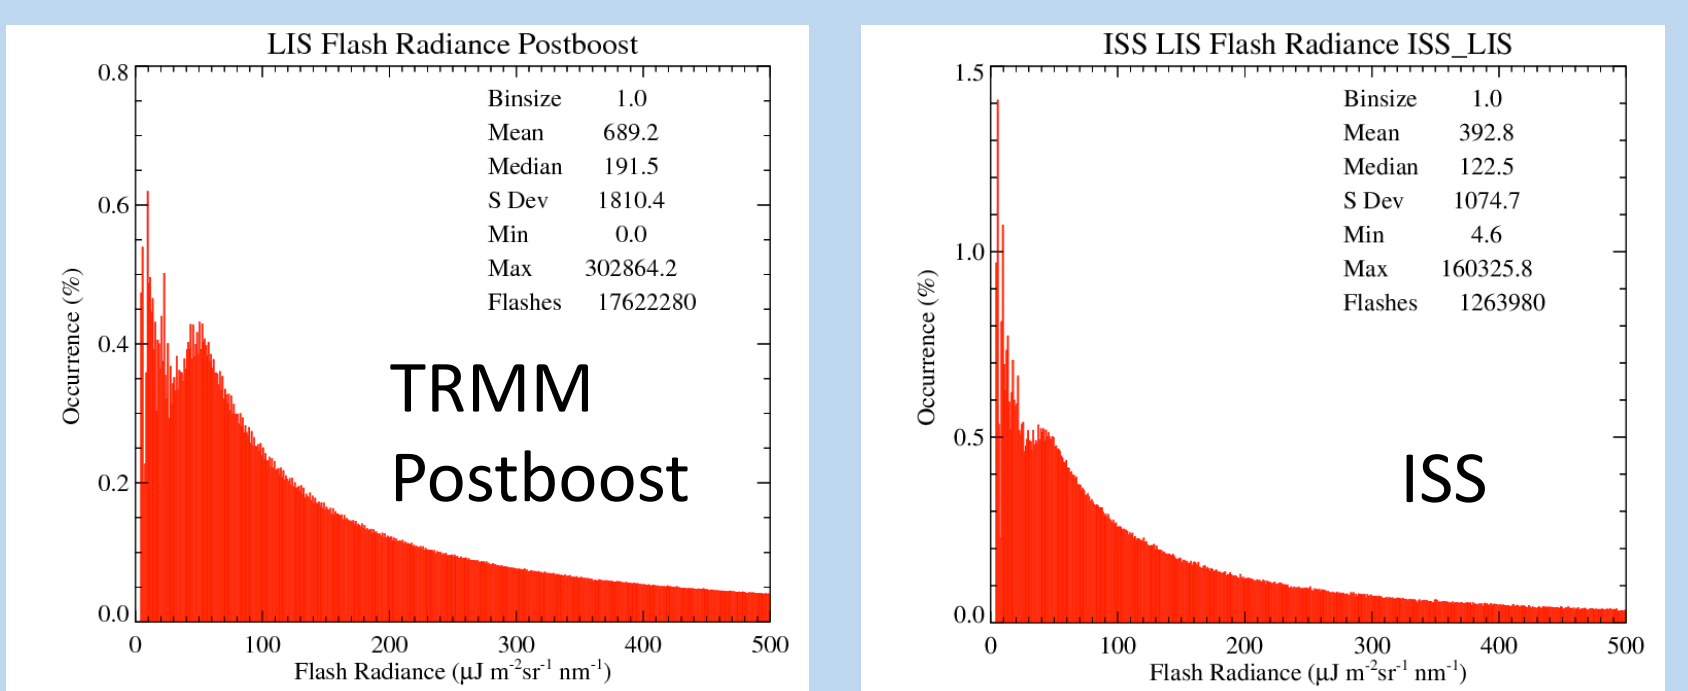 LIS Flash Radiance Postboost
0.8
0.6
0.4
0.2
0.0
Occurrence (%)
Binsize 1.0
Mean 689.2
Median 191.5
S Dev 1810.4
Min 0.0
Max 302864.2
Flashes 17622280
TRMM
Postboost
0 100 200 300 400 500
Flash Radiance (μJ m⁻²sr⁻¹ nm⁻¹)
ISS LIS Flash Radiance ISS_LIS
1.5
1.0
0.5
0.0
Occurrence (%)
Binsize 1.0
Mean 392.8
Median 122.5
S Dev 1074.7
Min 4.6
Max 160325.8
Flashes 1263980
ISS
0 100 200 300 400 500
Flash Radiance (μJ m⁻²sr⁻¹ nm⁻¹)